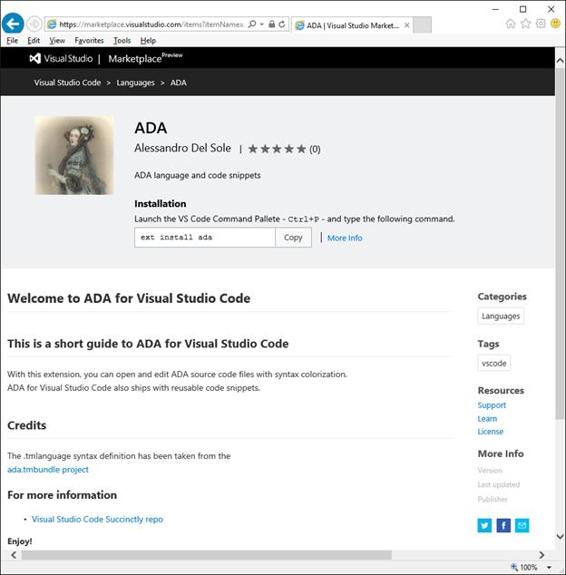 https://marketplace.visualstudio.com/items?itemName=
ADA | Visual Studio Market...
File Edit View Favorites Tools Help
Visual Studio | Marketplace Preview
Visual Studio Code > Languages > ADA
ADA
Alessandro Del Sole | ★★★★★ (0)
ADA language and code snippets
Installation
Launch the VS Code Command Pallete - Ctrl+P - and type the following command.
ext install ada Copy | More Info
Welcome to ADA for Visual Studio Code
This is a short guide to ADA for Visual Studio Code
With this extension, you can open and edit ADA source code files with syntax colorization.
ADA for Visual Studio Code also ships with reusable code snippets.
Credits
The .tmlanguage syntax definition has been taken from the
ada.tmbundle project
For more information
• Visual Studio Code Succinctly repo
Enjoy!
Categories
Languages
Tags
vscode
Resources
Support
Learn
License
More Info
Version
Last updated
Publisher
100%